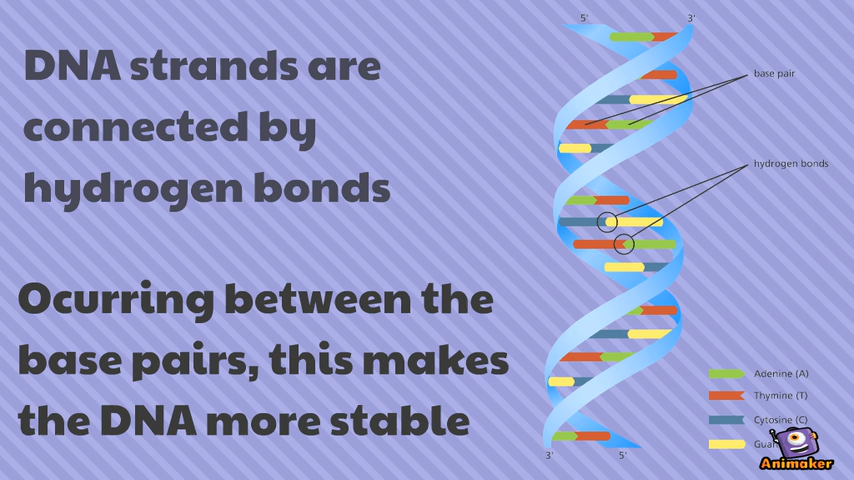 DNA strands are
connected by
hydrogen bonds
Ocurring between the
base pairs, this makes
the DNA more stable
5' 3'
base pair
hydrogen bonds
Adenine (A)
Thymine (T)
Cytosine (C)
3' 5'
Animaker